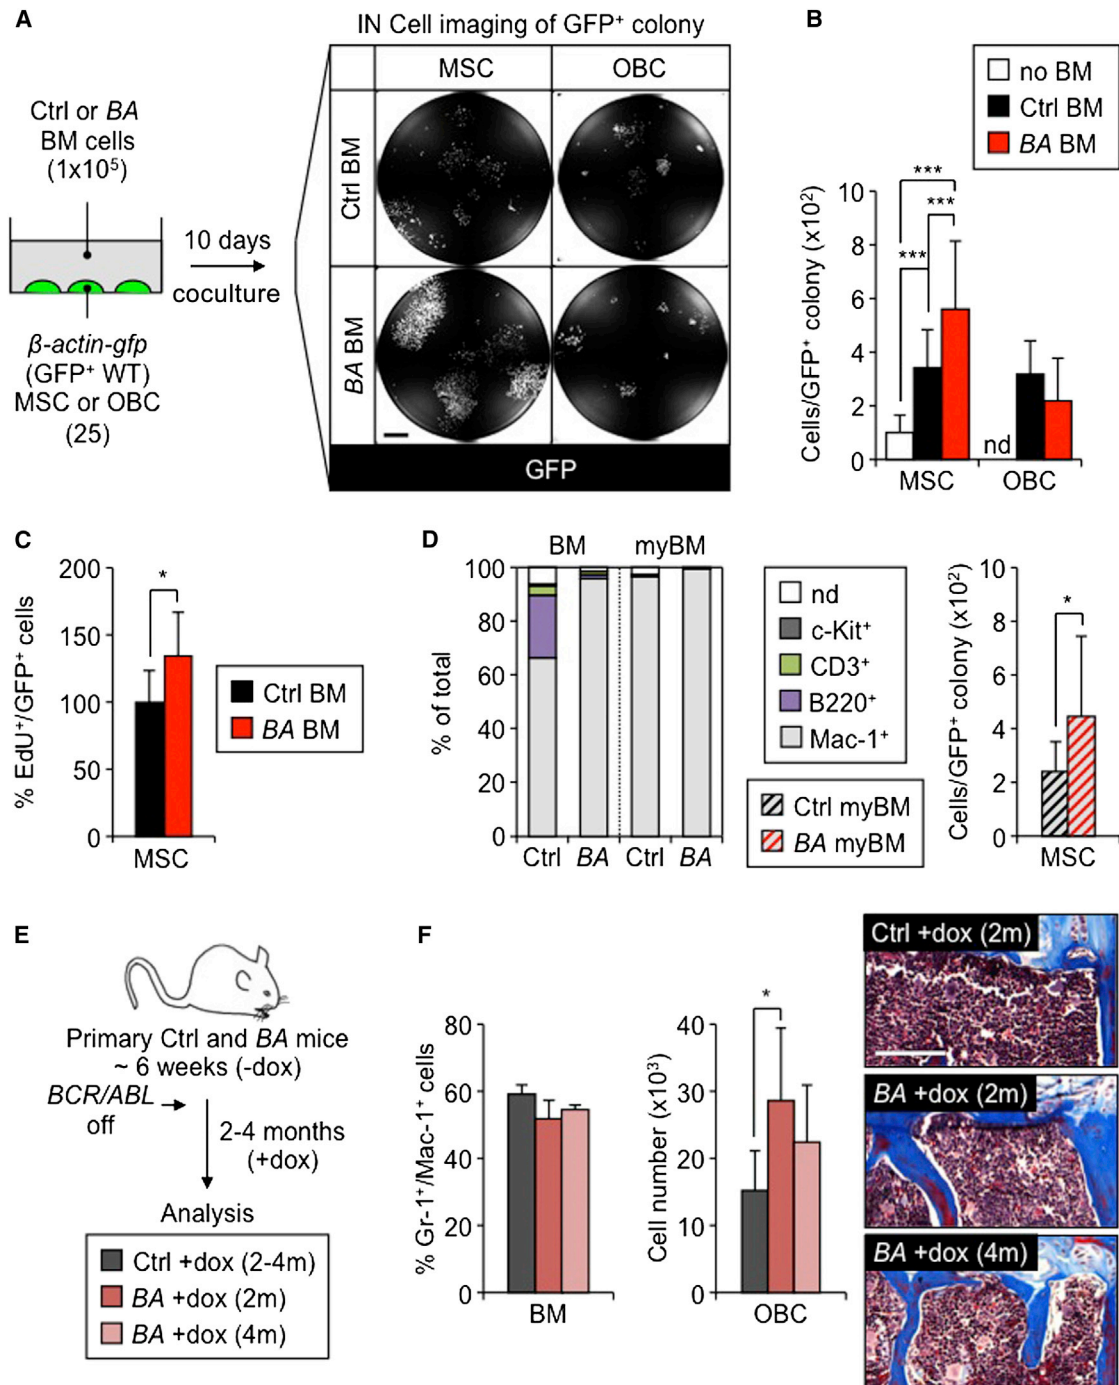 A
IN Cell imaging of GFP⁺ colony
MSC
OBC
Ctrl or BA
BM cells
(1x10⁵)
10 days
coculture
β-actin-gfp
(GFP⁺ WT)
MSC or OBC
(25)
Ctrl BM
BA BM
GFP
B
no BM
Ctrl BM
BA BM
Cells/GFP⁺ colony (x10²)
10
8
6
4
2
0
***
***
***
nd
MSC
OBC
C
% EdU⁺/GFP⁺ cells
200
150
100
50
0
*
MSC
Ctrl BM
BA BM
D
BM
myBM
% of total
100
80
60
40
20
0
Ctrl
BA
Ctrl
BA
nd
c-Kit⁺
CD3⁺
B220⁺
Mac-1⁺
Ctrl myBM
BA myBM
Cells/GFP⁺ colony (x10²)
10
8
6
4
2
0
*
MSC
E
Primary Ctrl and BA mice
~ 6 weeks (-dox)
BCR/ABL
off
2-4 months
(+dox)
Analysis
Ctrl +dox (2-4m)
BA +dox (2m)
BA +dox (4m)
F
% Gr-1⁺/Mac-1⁺ cells
80
60
40
20
0
BM
Cell number (x10³)
40
30
20
10
0
*
OBC
Ctrl +dox (2m)
BA +dox (2m)
BA +dox (4m)